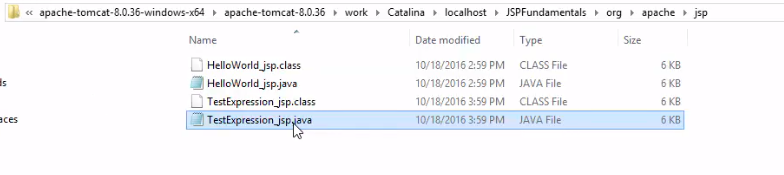 « apache-tomcat-8.0.36-windows-x64 › apache-tomcat-8.0.36 › work › Catalina › localhost › JSPFundamentals › org › apache › jsp
Name Date modified Type Size
HelloWorld_jsp.class 10/18/2016 2:59 PM CLASS File 6 KB
ds HelloWorld_jsp.java 10/18/2016 2:59 PM JAVA File 6 KB
TestExpression_jsp.class 10/18/2016 3:59 PM CLASS File 6 KB
aces TestExpression_jsp.java 10/18/2016 3:59 PM JAVA File 6 KB